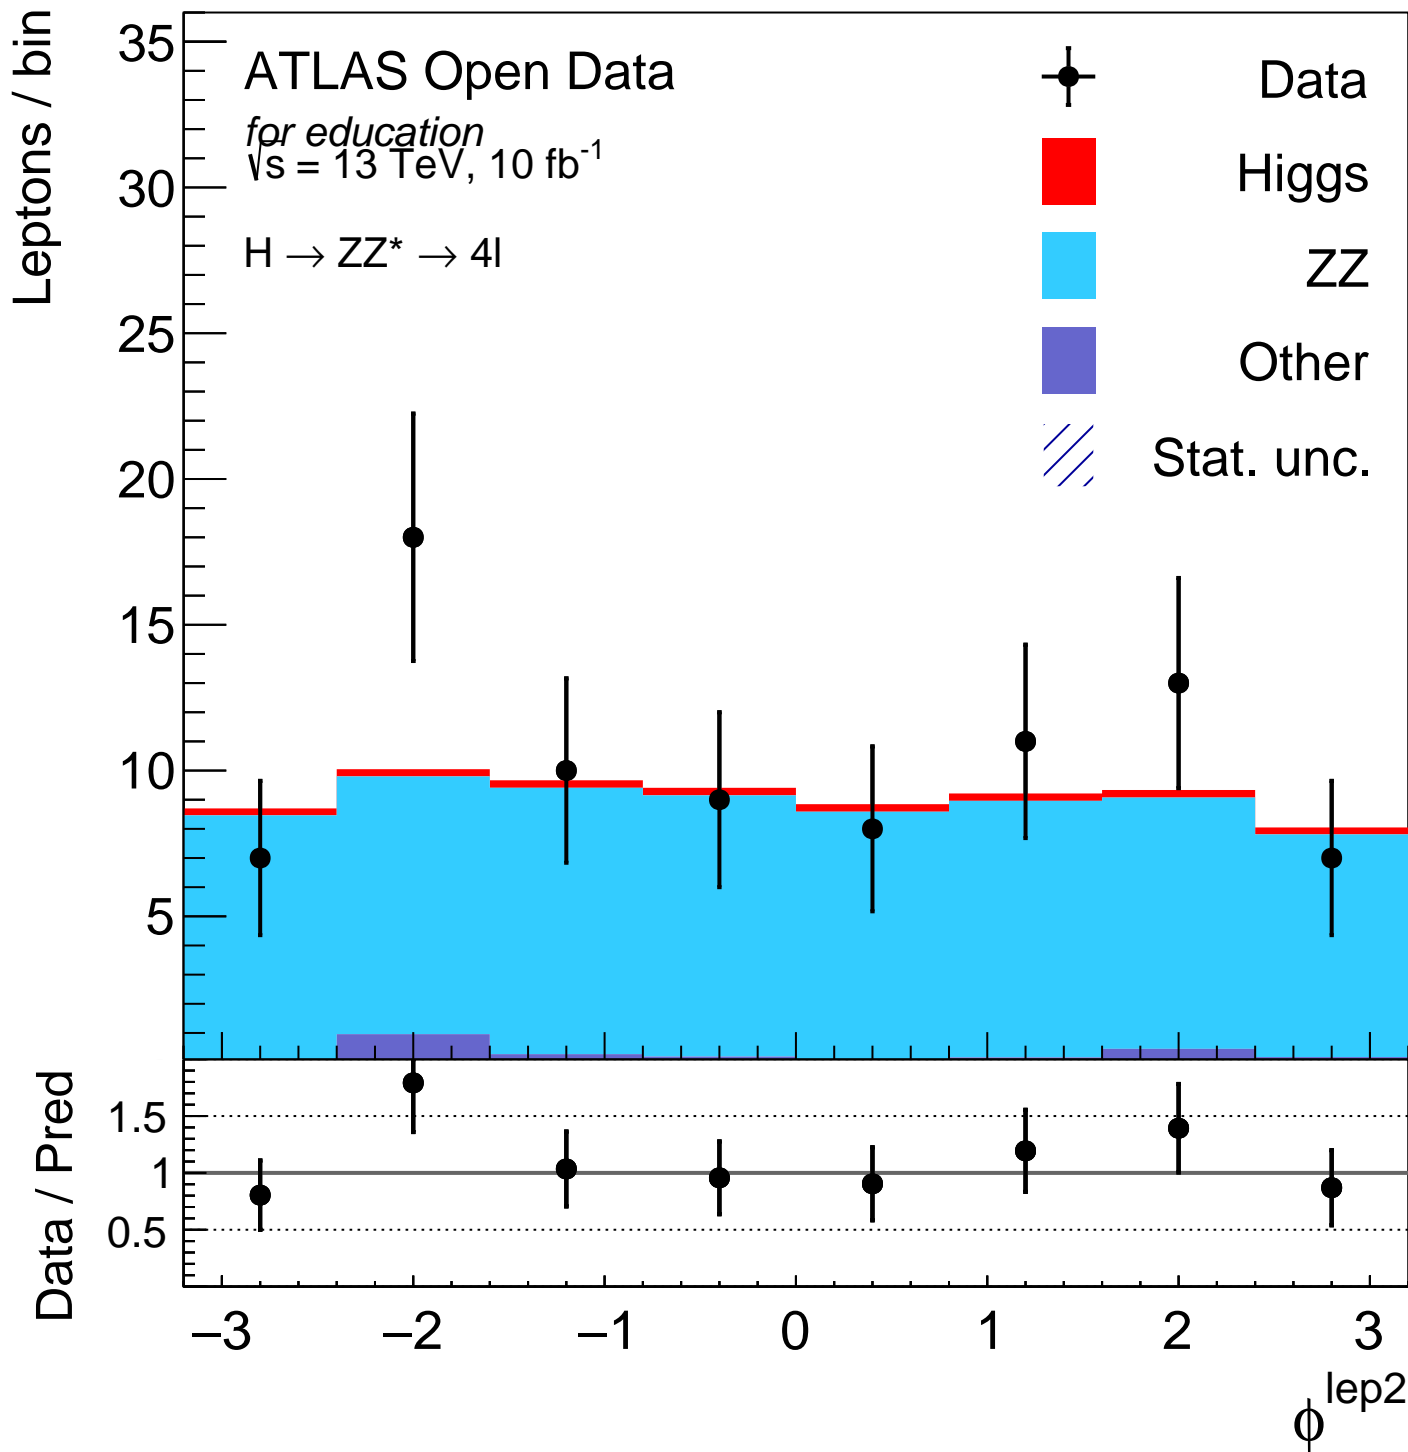 Leptons / bin
35
30
25
20
15
10
5
ATLAS Open Data
for education
√s = 13 TeV, 10 fb⁻¹
H → ZZ* → 4l
Data
Higgs
ZZ
Other
Stat. unc.
Data / Pred
1.5
1
0.5
−3 −2 −1 0 1 2 3
ϕ^lep2